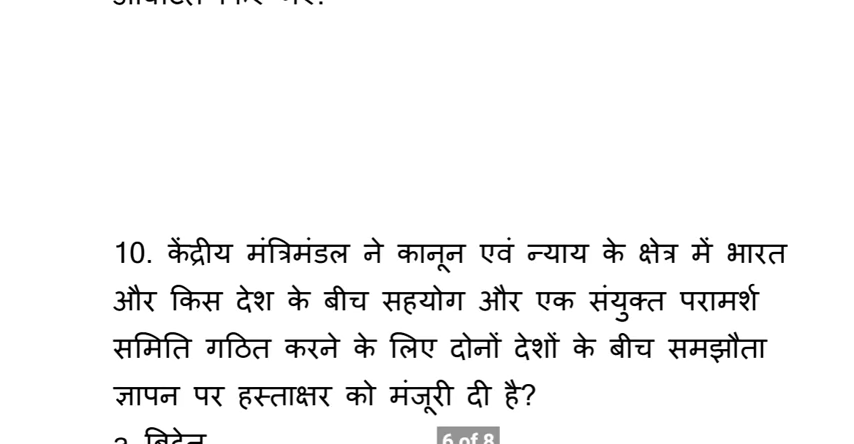 10. केंद्रीय मंत्रिमंडल ने कानून एवं न्याय के क्षेत्र में भारत
और किस देश के बीच सहयोग और एक संयुक्त परामर्श
समिति गठित करने के लिए दोनों देशों के बीच समझौता
ज्ञापन पर हस्ताक्षर को मंजूरी दी है?
a. ब्रिटेन
6 of 8